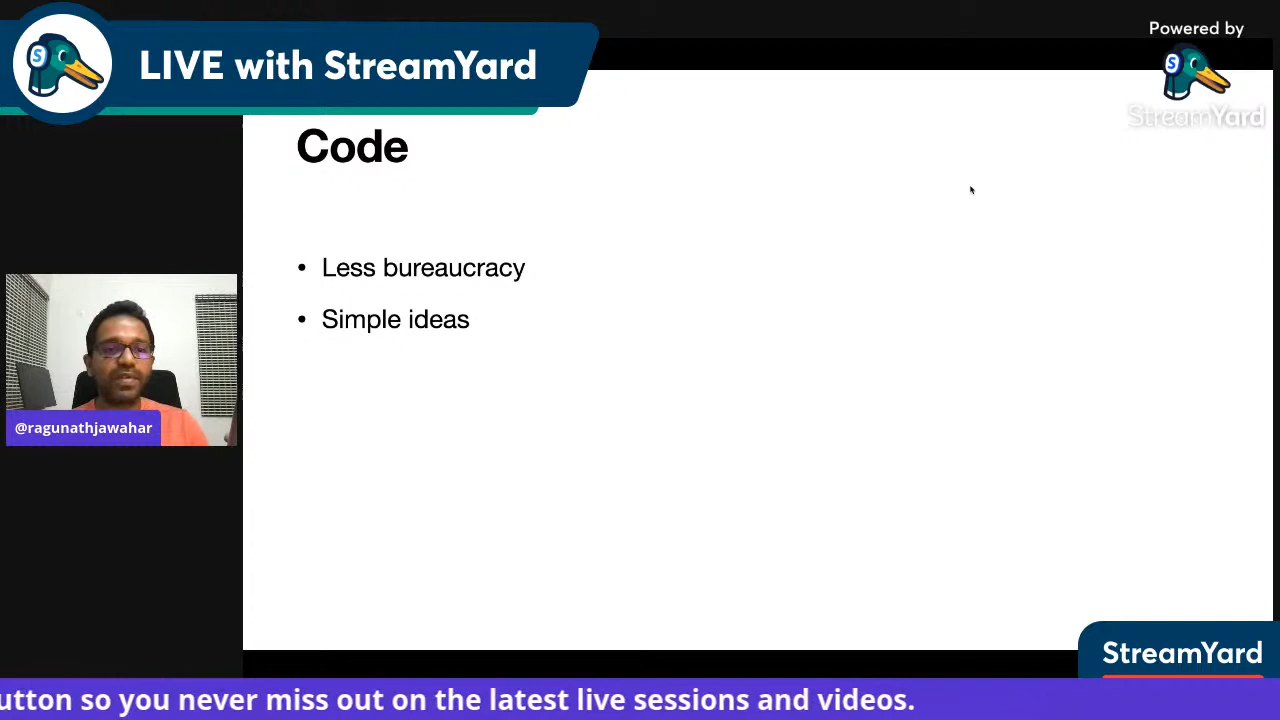 LIVE with StreamYard
Powered by
StreamYard
Code
• Less bureaucracy
• Simple ideas
@ragunathjawahar
StreamYard
utton so you never miss out on the latest live sessions and videos.